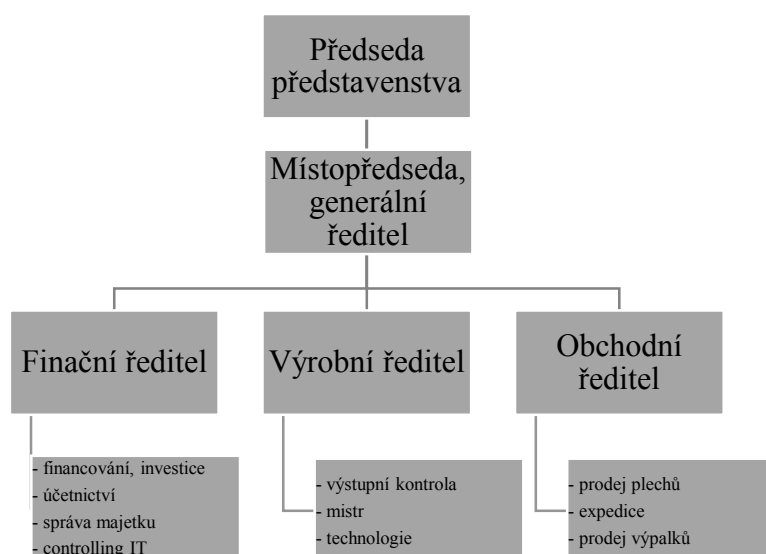 Předseda
představenstva
Místopředseda,
generální
ředitel
Finační ředitel
Výrobní ředitel
Obchodní
ředitel
- financování, investice
- účetnictví
- správa majetku
- controlling IT
- výstupní kontrola
- mistr
- technologie
- prodej plechů
- expedice
- prodej výpalků